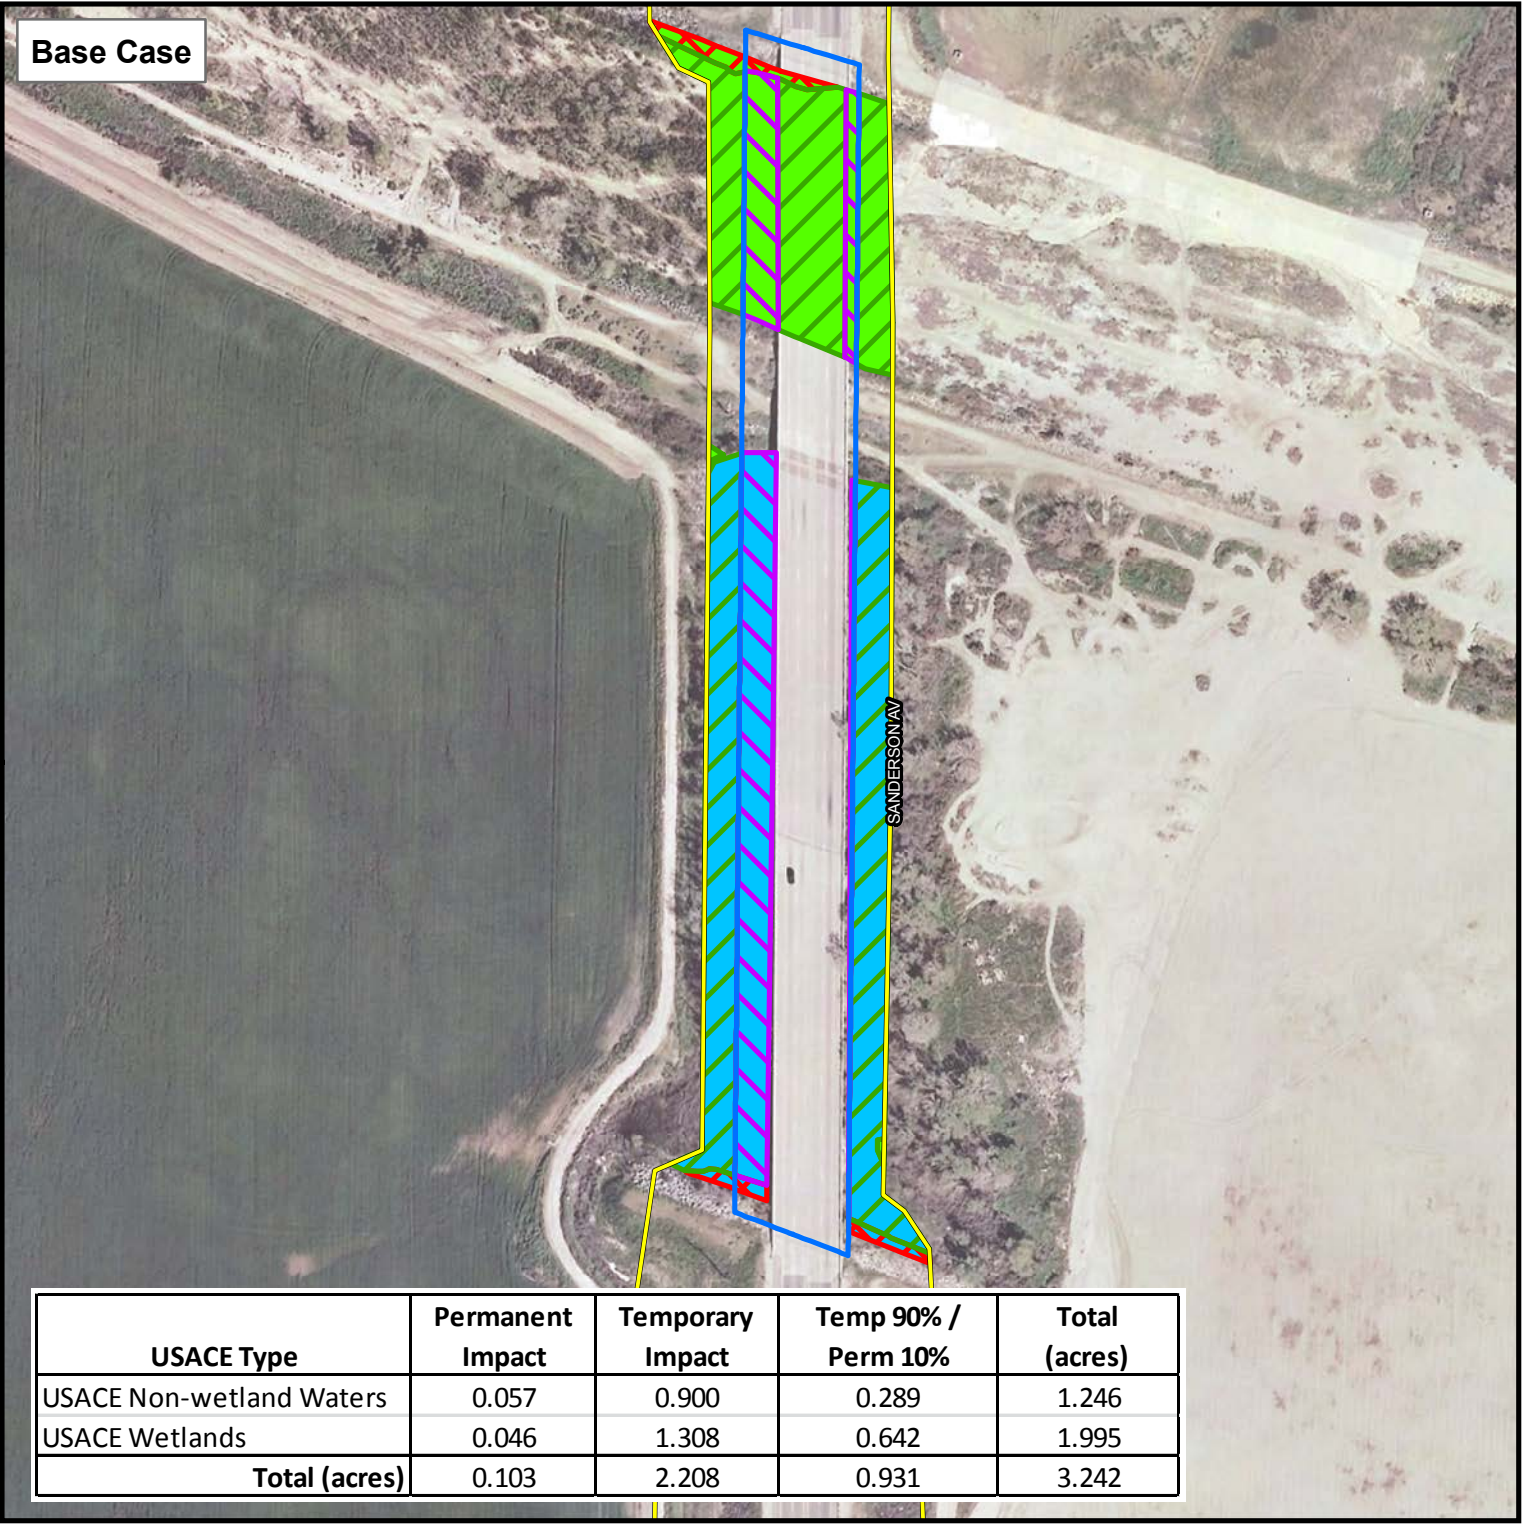 Base Case
SANDERSON AV
USACE Type Permanent Impact Temporary Impact Temp 90% / Perm 10% Total (acres)
USACE Non-wetland Waters 0.057 0.900 0.289 1.246
USACE Wetlands 0.046 1.308 0.642 1.995
Total (acres) 0.103 2.208 0.931 3.242